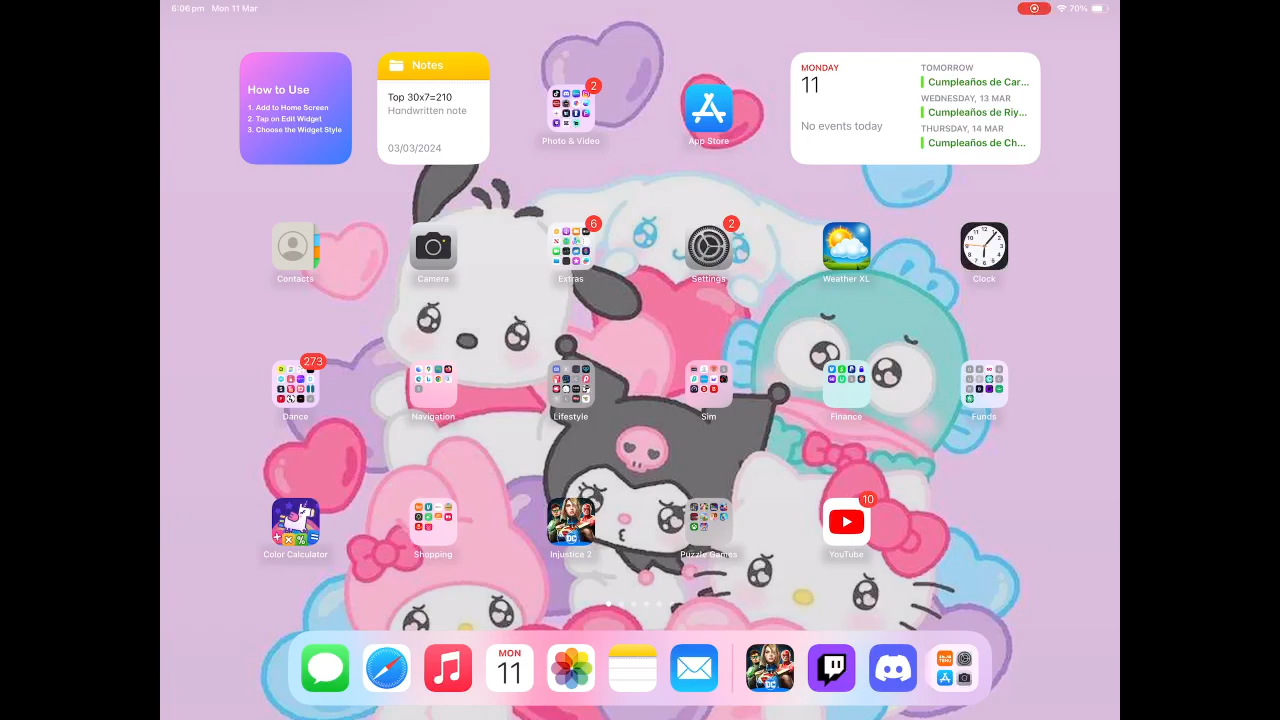 6:06pm Mon 11 Mar
70%
How to Use
1. Add to Home Screen
2. Tap on Edit Widget
3. Choose the Widget Style
Notes
Top 30x7=210
Handwritten note
03/03/2024
2
Photo & Video
App Store
MONDAY
11
No events today
TOMORROW
Cumpleaños de Car...
WEDNESDAY, 13 MAR
Cumpleaños de Riy...
THURSDAY, 14 MAR
Cumpleaños de Ch...
Contacts
Camera
6
Extras
2
Settings
Weather XL
Clock
273
Dance
Navigation
Lifestyle
Sim
Finance
Funds
Color Calculator
Shopping
DC
Injustice 2
Puzzle Games
10
YouTube
MON
11
DC